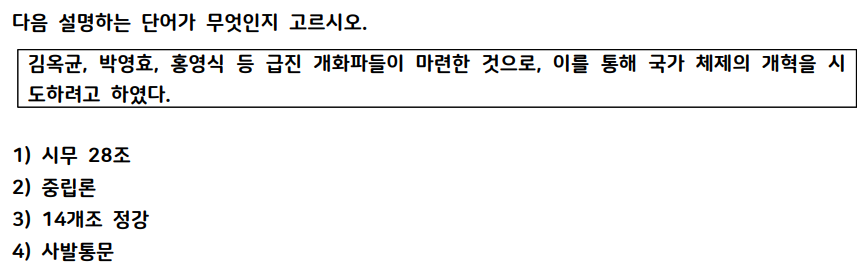 다음 설명하는 단어가 무엇인지 고르시오.
김옥균, 박영효, 홍영식 등 급진 개화파들이 마련한 것으로, 이를 통해 국가 체제의 개혁을 시
도하려고 하였다.
1) 시무 28조
2) 중립론
3) 14개조 정강
4) 사발통문